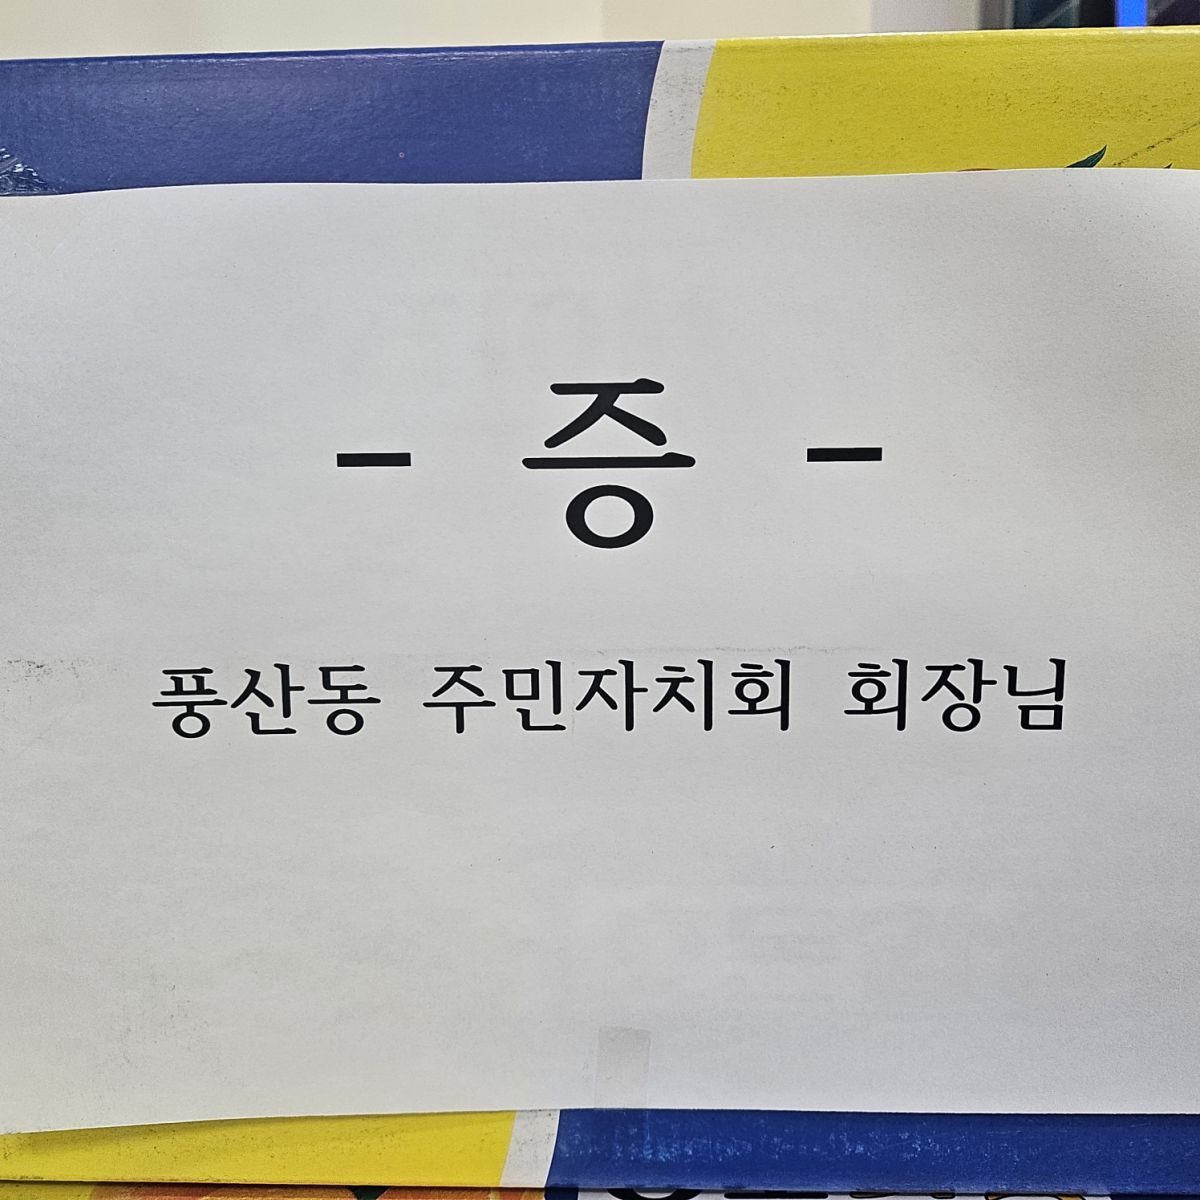 - 증 -
풍산동 주민자치회 회장님